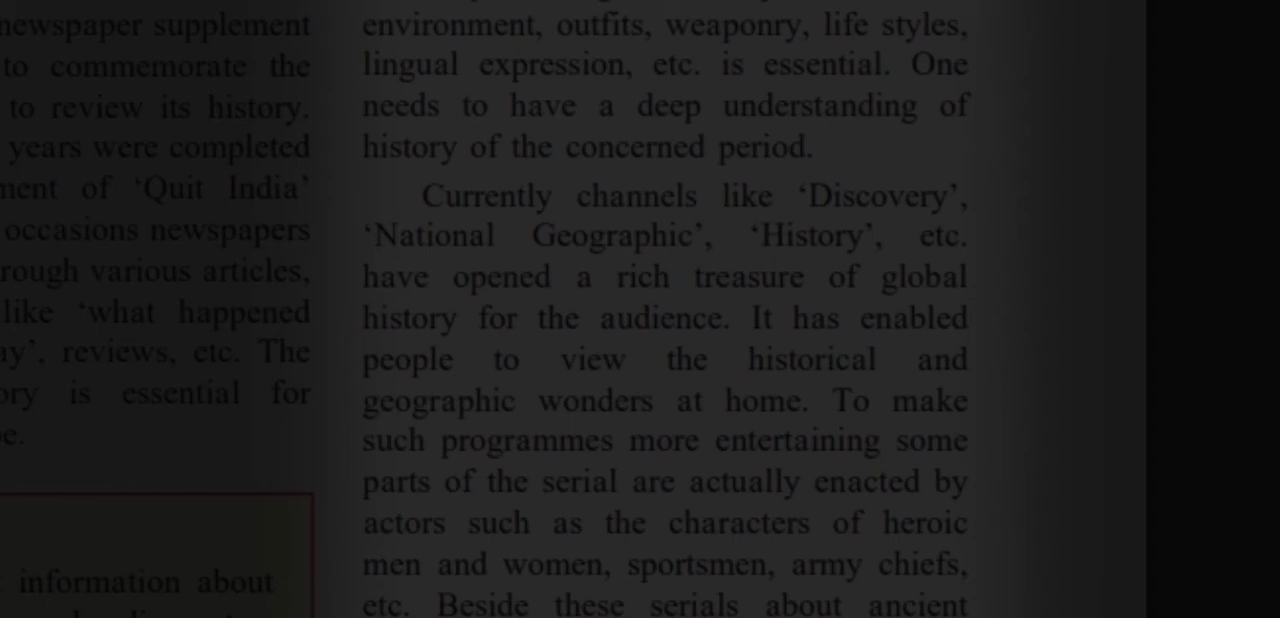 newspaper supplement
to commemorate the
to review its history.
years were completed
of 'Quit India'
occasions newspapers
various articles,
like 'what happened
reviews, etc. The
is essential for
information about
environment, outfits, weaponry, life styles,
lingual expression, etc. is essential. One
needs to have a deep understanding of
history of the concerned period.
Currently channels like 'Discovery',
'National Geographic', 'History', etc.
have opened a rich treasure of global
history for the audience. It has enabled
people to view the historical and
geographic wonders at home. To make
such programmes more entertaining some
parts of the serial are actually enacted by
actors such as the characters of heroic
men and women, sportsmen, army chiefs,
etc. Beside these serials about ancient